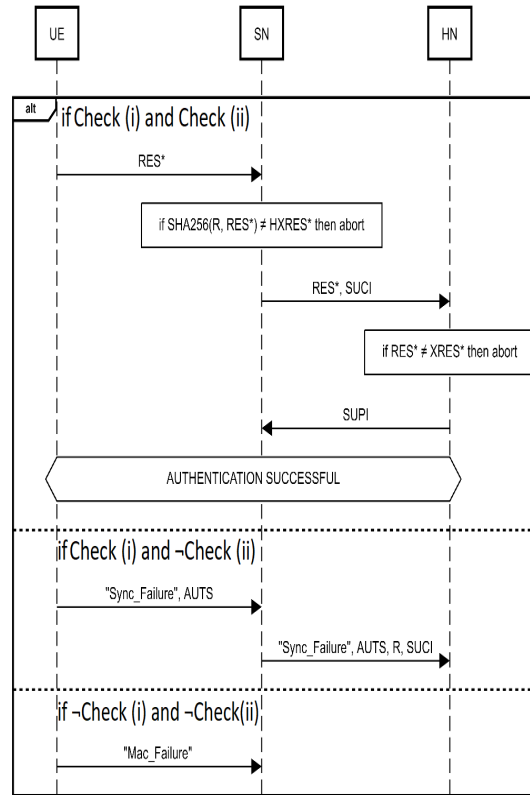 UE
SN
HN
alt
if Check (i) and Check (ii)
RES*
if SHA256(R, RES*) ≠ HXRES* then abort
RES*, SUCI
if RES* ≠ XRES* then abort
SUPI
AUTHENTICATION SUCCESSFUL
if Check (i) and ¬Check (ii)
"Sync_Failure", AUTS
"Sync_Failure", AUTS, R, SUCI
if ¬Check (i) and ¬Check(ii)
"Mac_Failure"